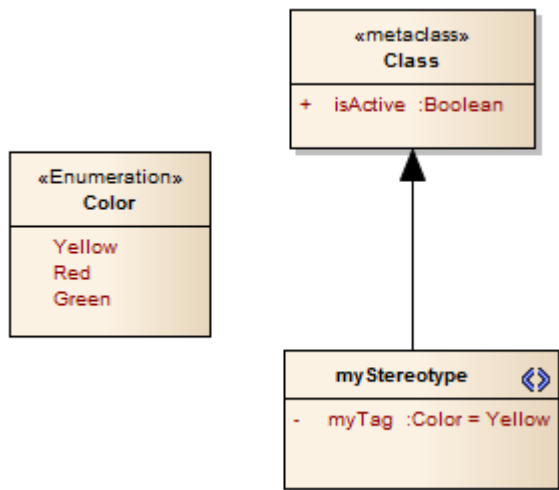 «metaclass»
Class
+ isActive :Boolean
«Enumeration»
Color
Yellow
Red
Green
myStereotype
- myTag :Color = Yellow